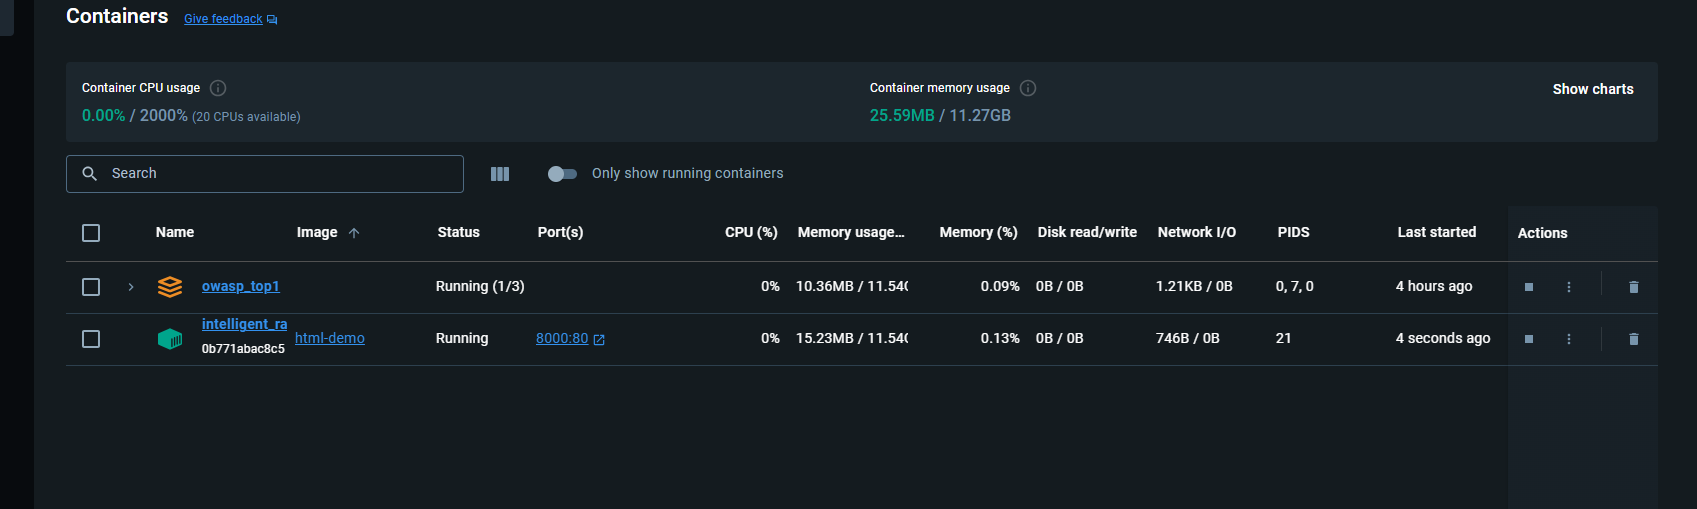 Containers Give feedback
Container CPU usage Container memory usage Show charts
0.00% / 2000% (20 CPUs available) 25.59MB / 11.27GB
Search Only show running containers
Name Image Status Port(s) CPU (%) Memory usage... Memory (%) Disk read/write Network I/O PIDS Last started Actions
owasp_top1 Running (1/3) 0% 10.36MB / 11.54 0.09% 0B / 0B 1.21KB / 0B 0, 7, 0 4 hours ago
intelligent_ra
0b771abac8c5 html-demo Running 8000:80 0% 15.23MB / 11.54 0.13% 0B / 0B 746B / 0B 21 4 seconds ago